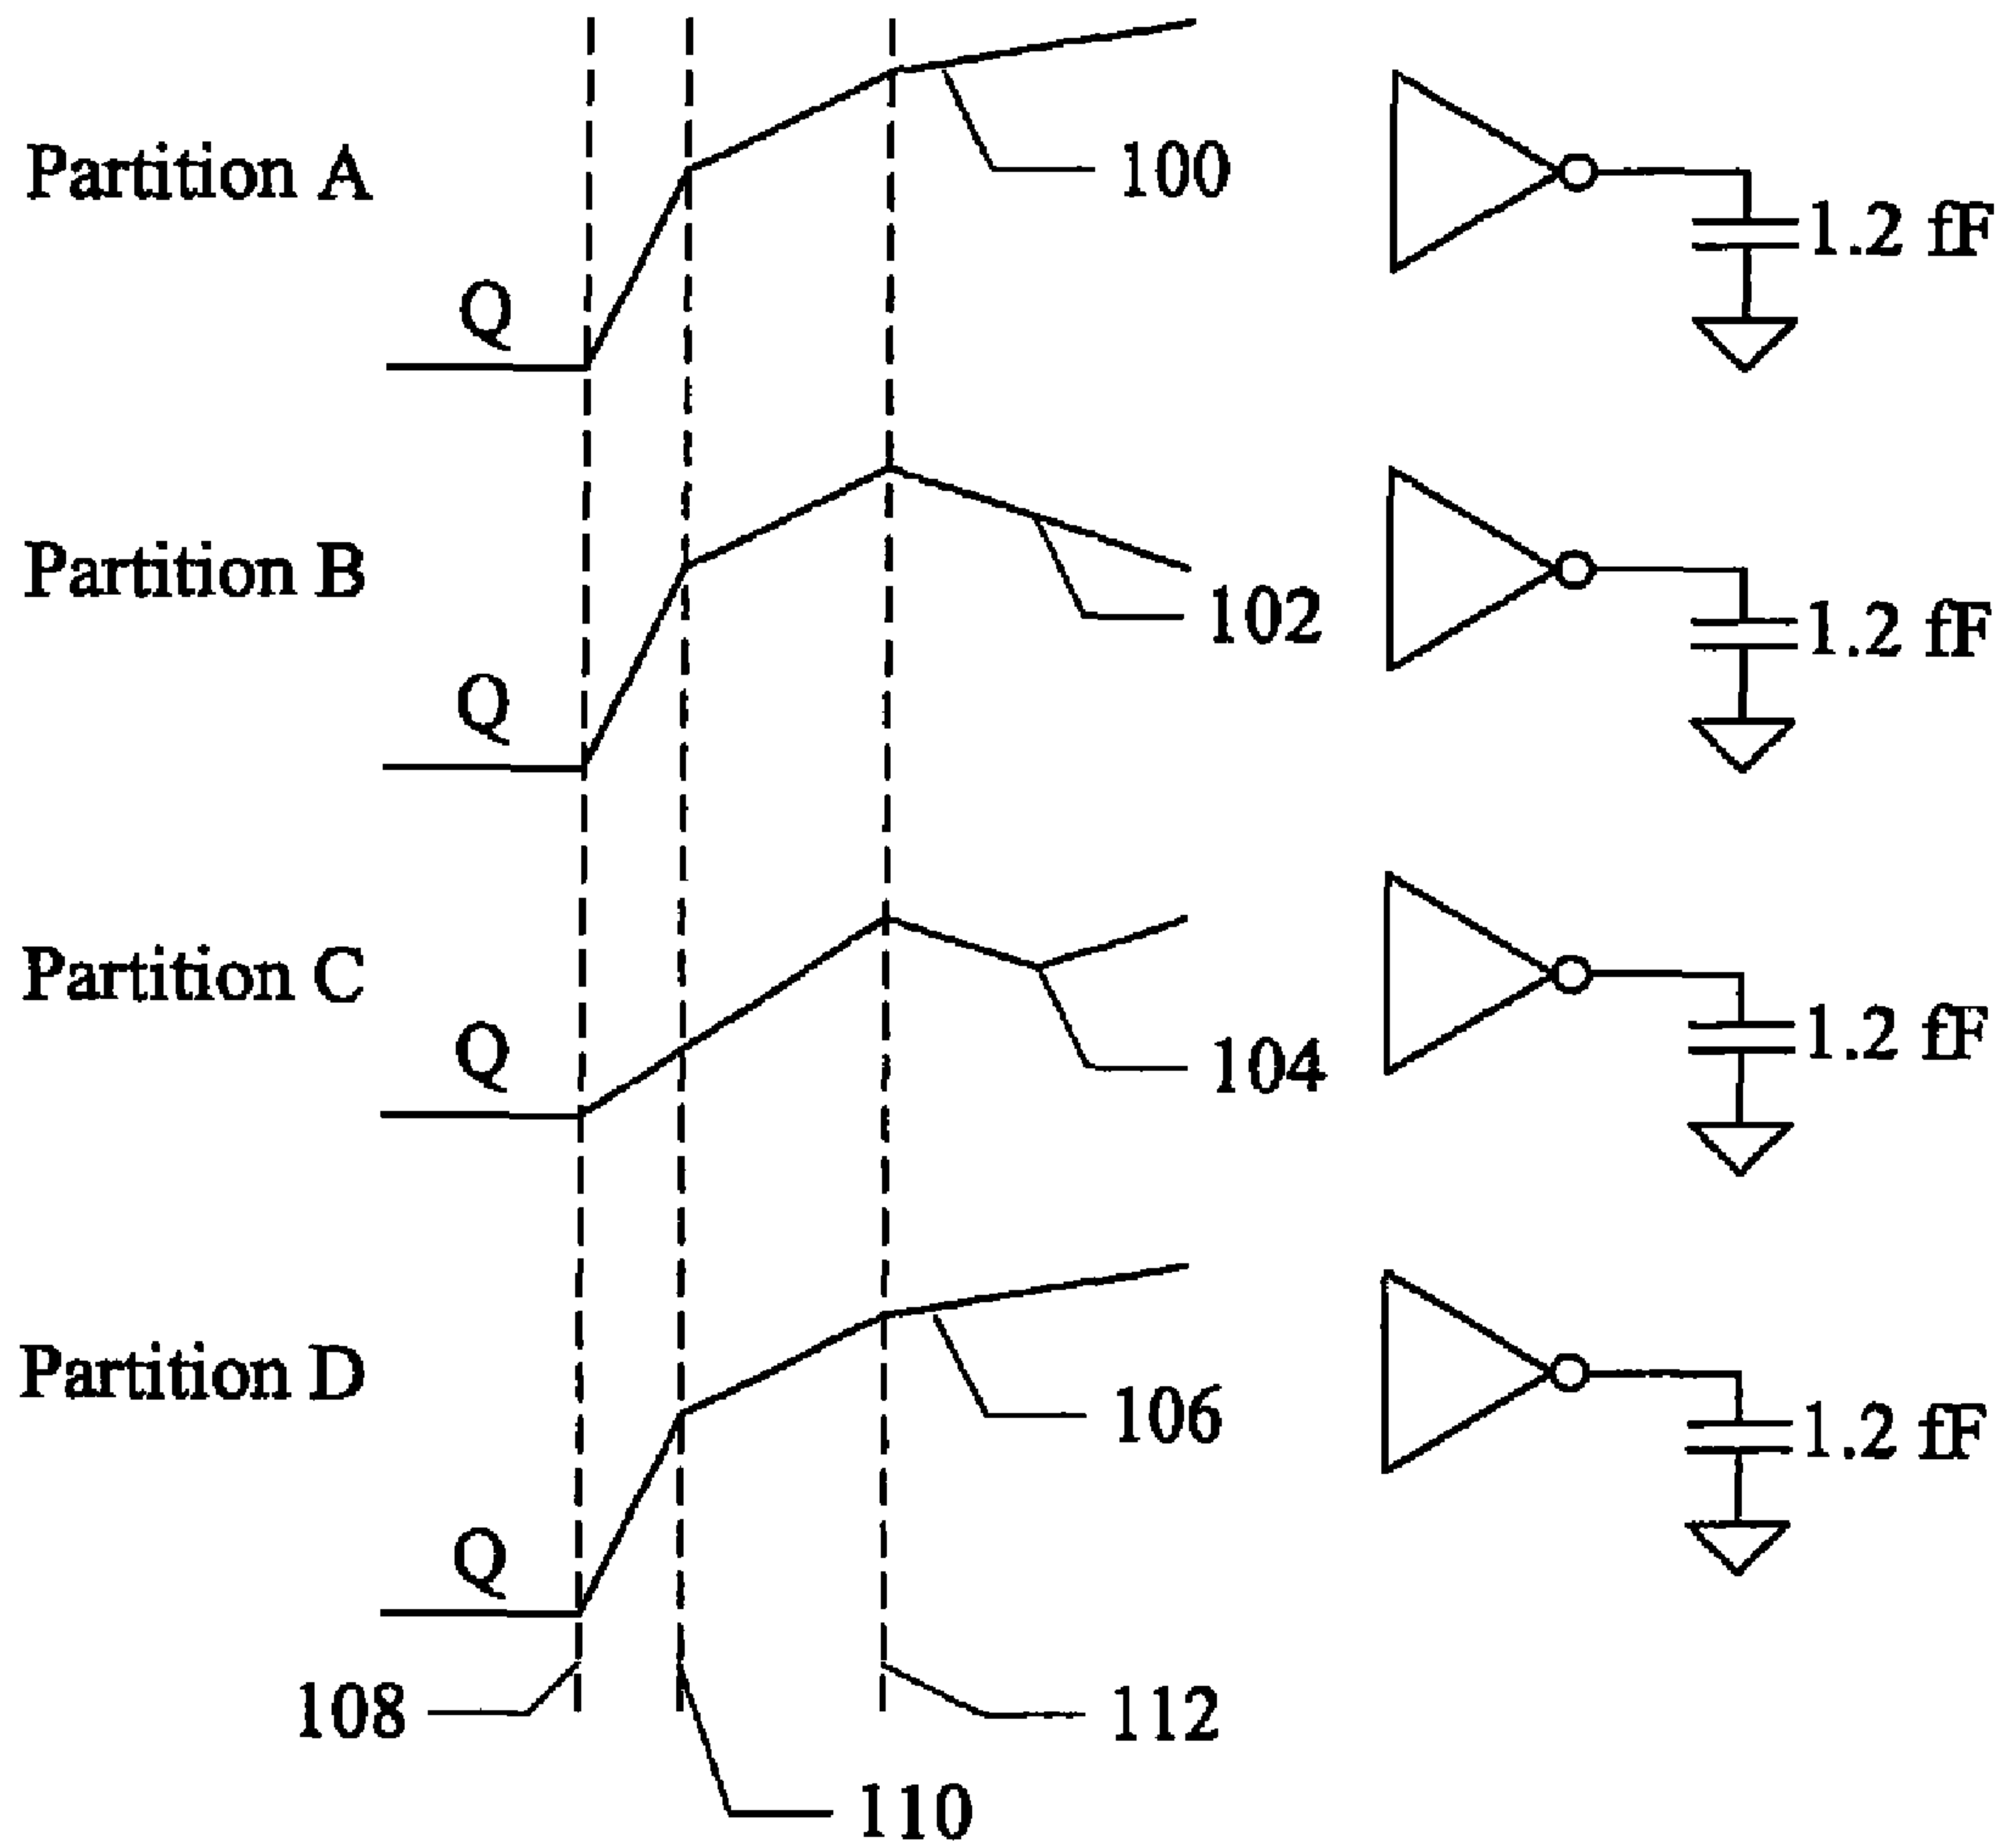 Partition A
Q
100
1.2 fF
Partition B
Q
102
1.2 fF
Partition C
Q
104
1.2 fF
Partition D
Q
106
1.2 fF
108
112
110